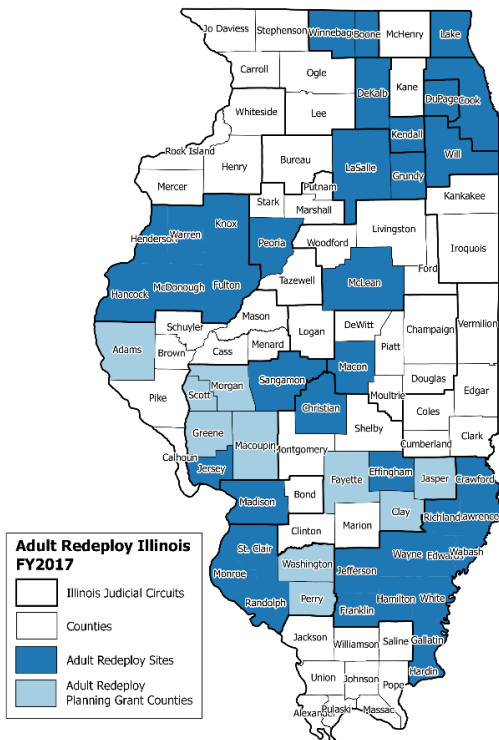 Jo Daviess
Stephenson
Winnebago
Boone
McHenry
Lake
Carroll
Ogle
DeKalb
Kane
DuPage
Cook
Whiteside
Lee
Kendall
Will
Rock Island
Henry
Bureau
LaSalle
Grundy
Mercer
Putnam
Kankakee
Stark
Marshall
Knox
Henderson
Warren
Peoria
Woodford
Livingston
Iroquois
Ford
Tazewell
McLean
Hancock
McDonough
Fulton
Mason
Schuyler
Logan
DeWitt
Champaign
Vermilion
Adams
Brown
Cass
Menard
Piatt
Macon
Douglas
Edgar
Pike
Scott
Morgan
Sangamon
Christian
Moultrie
Coles
Shelby
Greene
Macoupin
Montgomery
Cumberland
Clark
Calhoun
Jersey
Fayette
Effingham
Jasper
Crawford
Madison
Bond
Clay
Richland
Lawrence
Clinton
Marion
St. Clair
Wayne
Edwards
Wabash
Monroe
Washington
Jefferson
Randolph
Perry
Franklin
Hamilton
White
Jackson
Williamson
Saline
Gallatin
Hardin
Union
Johnson
Pope
Alexander
Pulaski
Massac
Adult Redeploy Illinois
FY2017
Illinois Judicial Circuits
Counties
Adult Redeploy Sites
Adult Redeploy
Planning Grant Counties